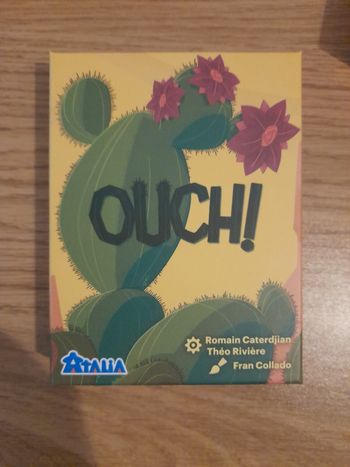 OUCH!
Romain Caterdjian
Théo Rivière
Fran Collado
ATALIA